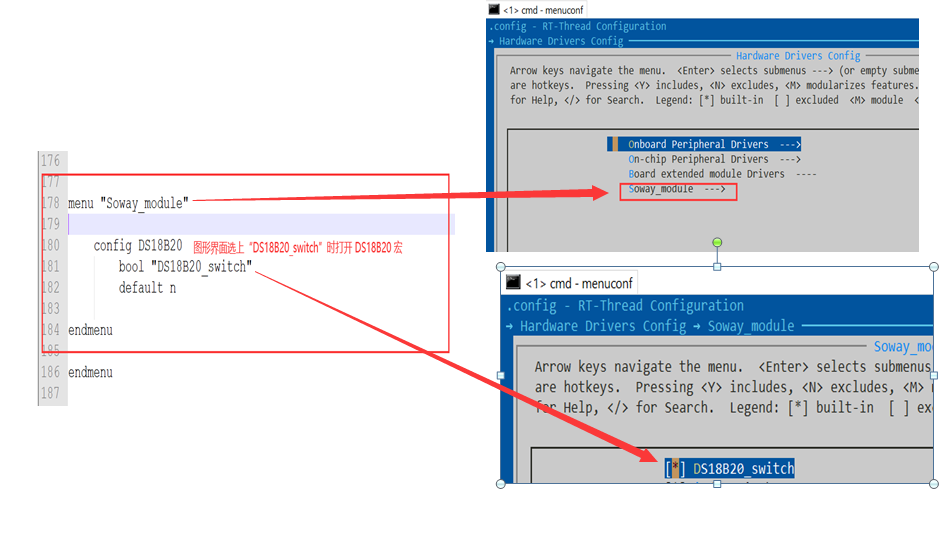 176
177
178 menu "Soway_module"
179
180 config DS18B20 图形界面选上 "DS18B20_switch" 时打开 DS18B20 宏
181 bool "DS18B20_switch"
182 default n
183
184 endmenu
185
186 endmenu
187
<1> cmd - menuconf
.config - RT-Thread Configuration
→ Hardware Drivers Config
Hardware Drivers Config
Arrow keys navigate the menu. <Enter> selects submenus ---> (or empty subme
are hotkeys. Pressing <Y> includes, <N> excludes, <M> modularizes features.
for Help, </> for Search. Legend: [*] built-in [ ] excluded <M> module <
Onboard Peripheral Drivers --->
On-chip Peripheral Drivers --->
Board extended module Drivers ----
Soway_module --->
<1> cmd - menuconf
.config - RT-Thread Configuration
→ Hardware Drivers Config → Soway_module
Soway_mo
Arrow keys navigate the menu. <Enter> selects submenus
are hotkeys. Pressing <Y> includes, <N> excludes, <M>
for Help, </> for Search. Legend: [*] built-in [ ] ex
[*] DS18B20_switch